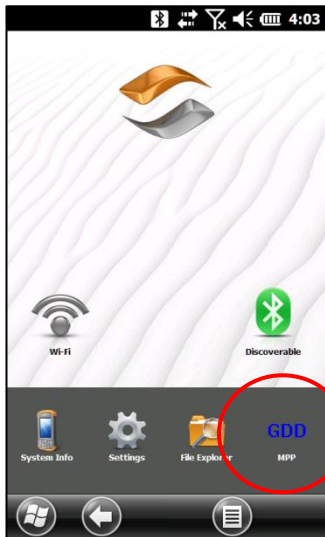 4:03
Wi-Fi
Discoverable
GDD
System Info
Settings
File Explorer
MPP